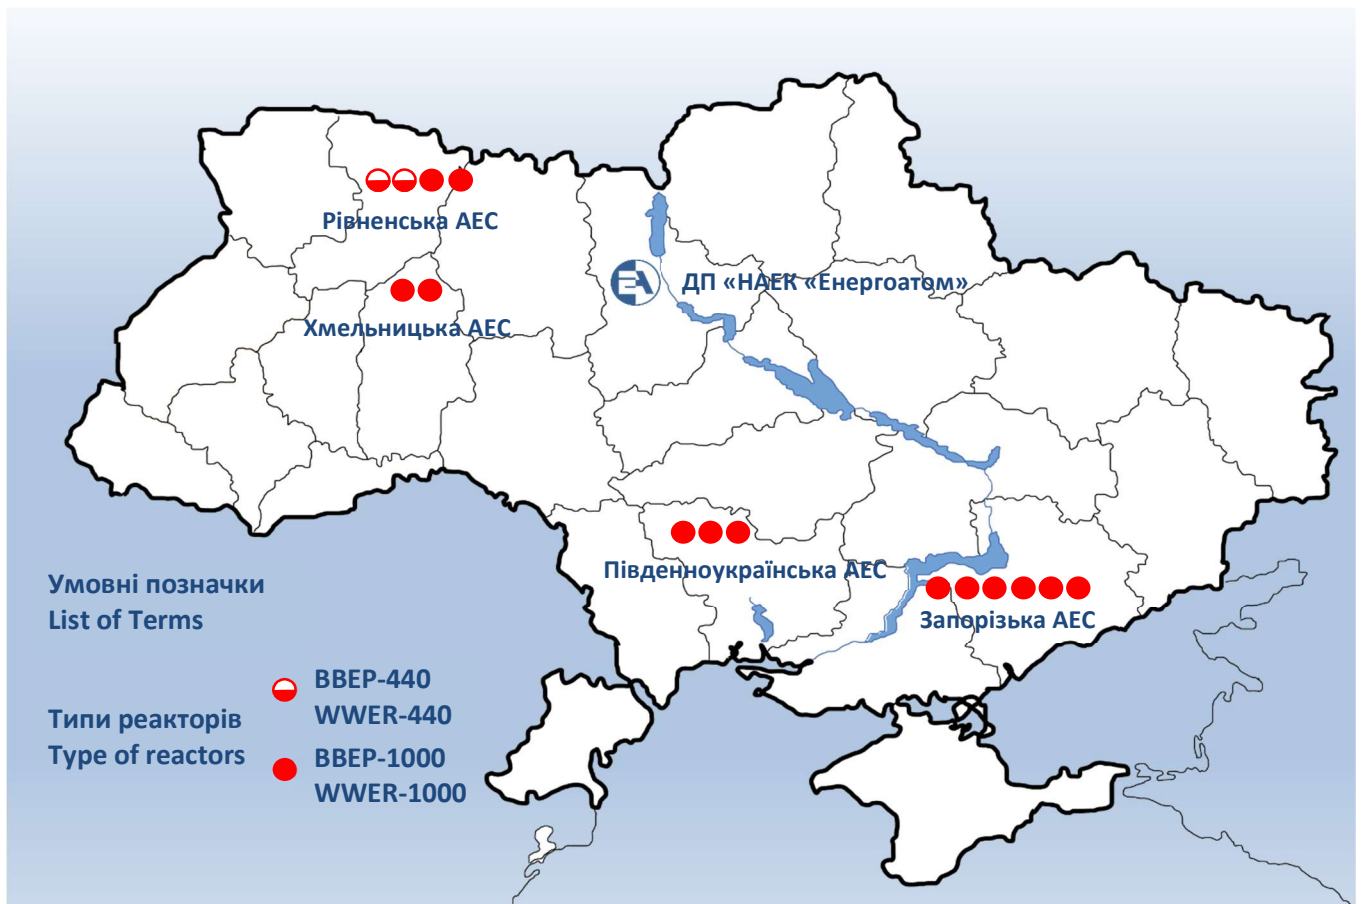 Рівненська АЕС
ДП «НАЕК «Енергоатом»
Хмельницька АЕС
Південноукраїнська АЕС
Запорізька АЕС
Умовні позначки
List of Terms
Типи реакторів
Type of reactors
ВВЕР-440
WWER-440
ВВЕР-1000
WWER-1000